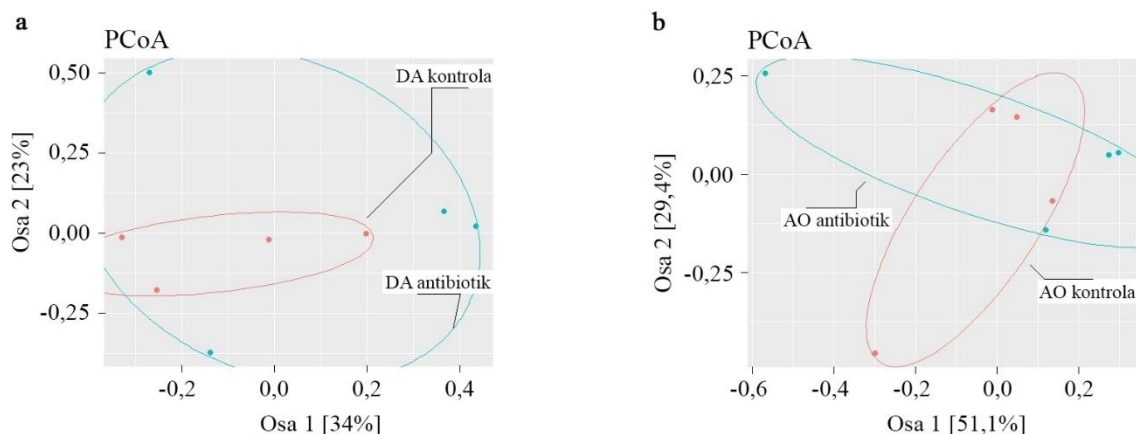 a
PCoA
DA kontrola
0,50
0,25
0,00
-0,25
Osa 2 [23%]
DA antibiotik
-0,2
0,0
0,2
0,4
Osa 1 [34%]
b
PCoA
0,25
0,00
-0,25
Osa 2 [29,4%]
AO antibiotik
AO kontrola
-0,6
-0,4
-0,2
0,0
0,2
Osa 1 [51,1%]